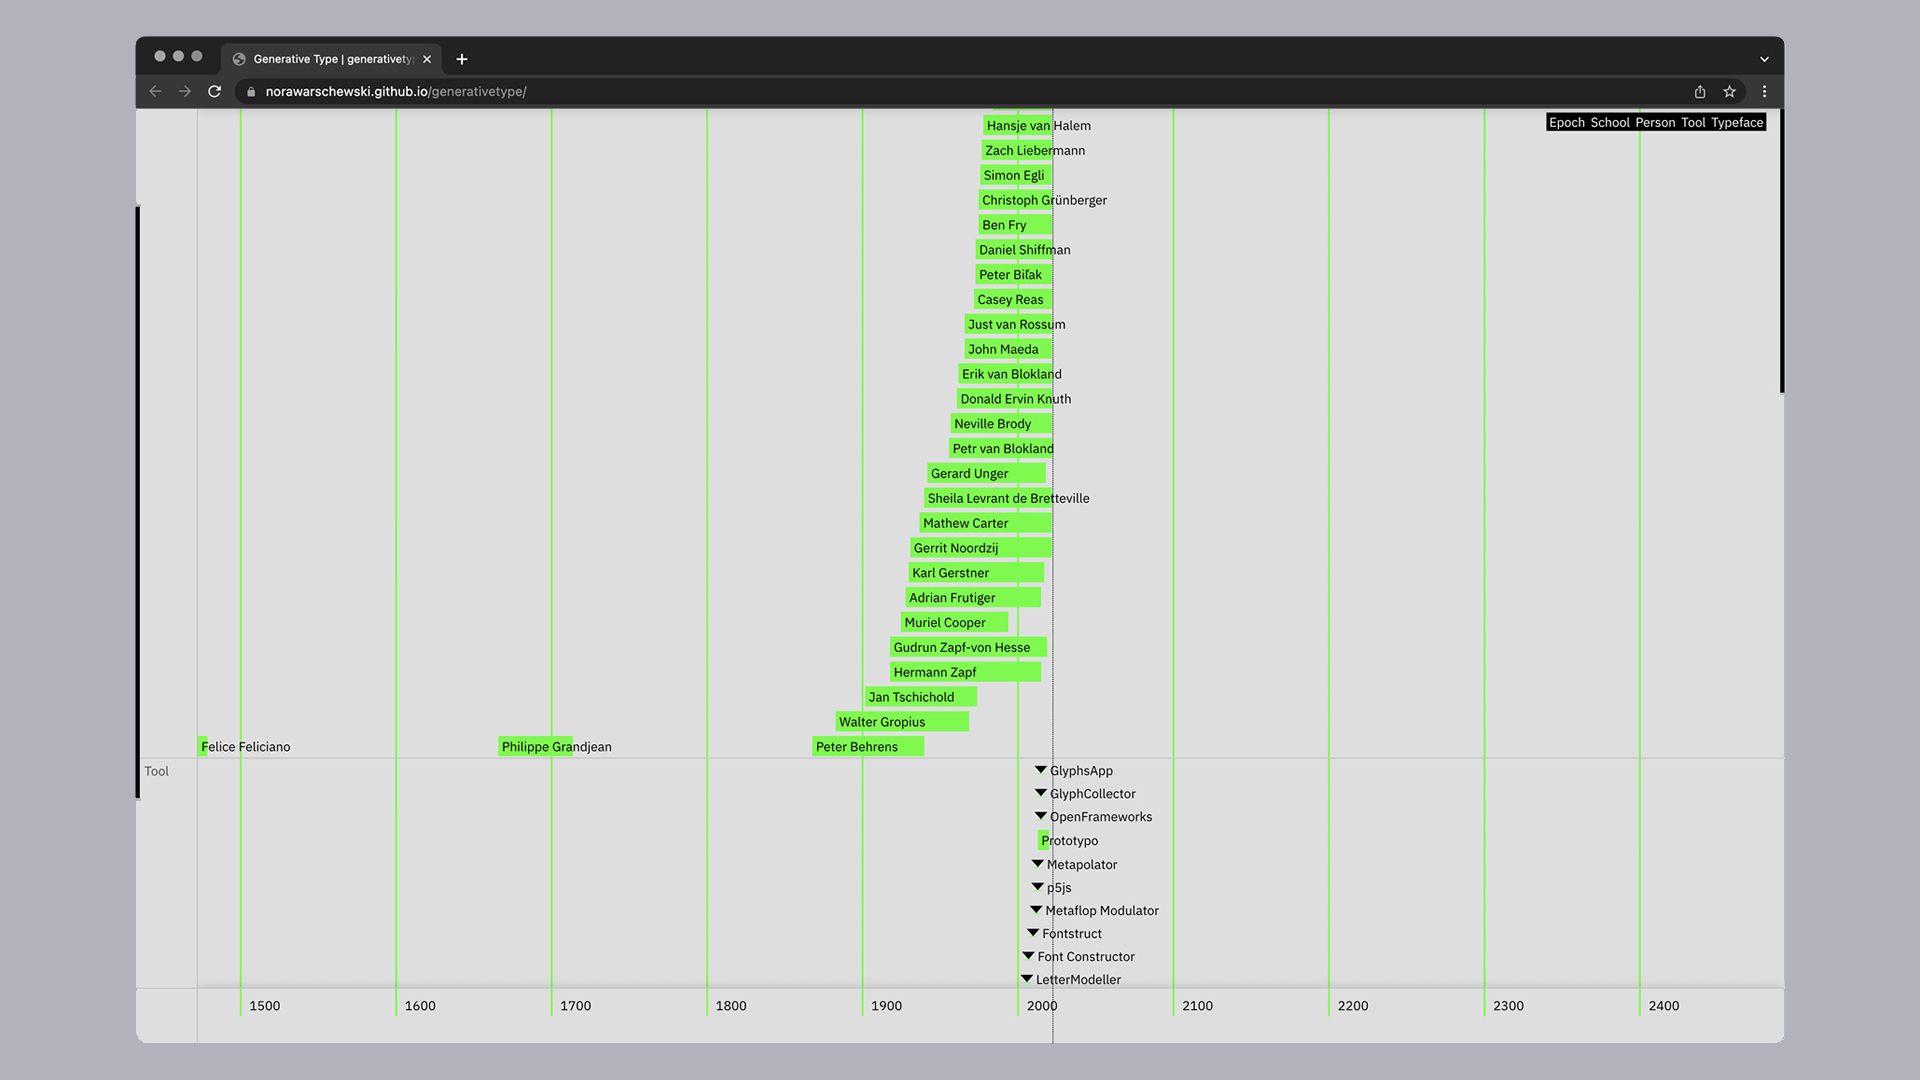 Generative Type | generativety
norawarschewski.github.io/generativetype/
Epoch School Person Tool Typeface
Hansje van Halem
Zach Liebermann
Simon Egli
Christoph Grünberger
Ben Fry
Daniel Shiffman
Peter Biľak
Casey Reas
Just van Rossum
John Maeda
Erik van Blokland
Donald Ervin Knuth
Neville Brody
Petr van Blokland
Gerard Unger
Sheila Levrant de Bretteville
Mathew Carter
Gerrit Noordzij
Karl Gerstner
Adrian Frutiger
Muriel Cooper
Gudrun Zapf-von Hesse
Hermann Zapf
Jan Tschichold
Walter Gropius
Felice Feliciano Philippe Grandjean Peter Behrens
Tool
GlyphsApp
GlyphCollector
OpenFrameworks
Prototypo
Metapolator
p5js
Metaflop Modulator
Fontstruct
Font Constructor
LetterModeller
1500 1600 1700 1800 1900 2000 2100 2200 2300 2400